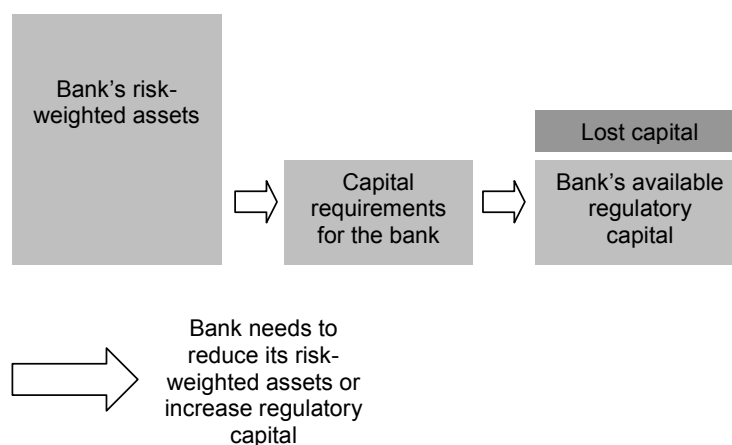 Bank’s risk-
weighted assets
Capital
requirements
for the bank
Lost capital
Bank’s available
regulatory
capital
Bank needs to
reduce its risk-
weighted assets or
increase regulatory
capital